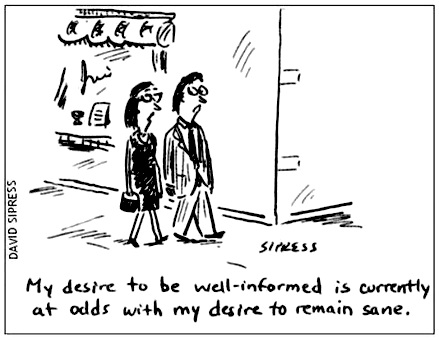 DAVID SIPRESS
SIPRESS
My desire to be well-informed is currently
at odds with my desire to remain sane.